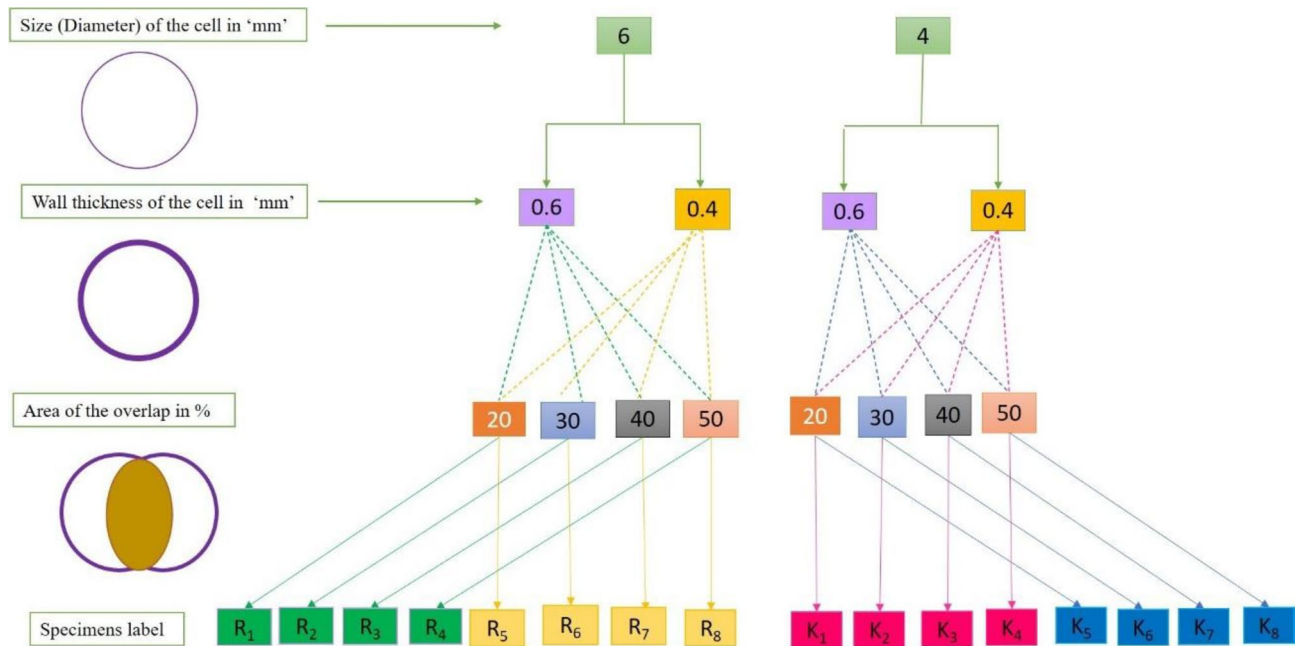 Size (Diameter) of the cell in ‘mm’
6
4
Wall thickness of the cell in ‘mm’
0.6
0.4
0.6
0.4
Area of the overlap in %
20
30
40
50
20
30
40
50
Specimens label
R₁
R₂
R₃
R₄
R₅
R₆
R₇
R₈
K₁
K₂
K₃
K₄
K₅
K₆
K₇
K₈